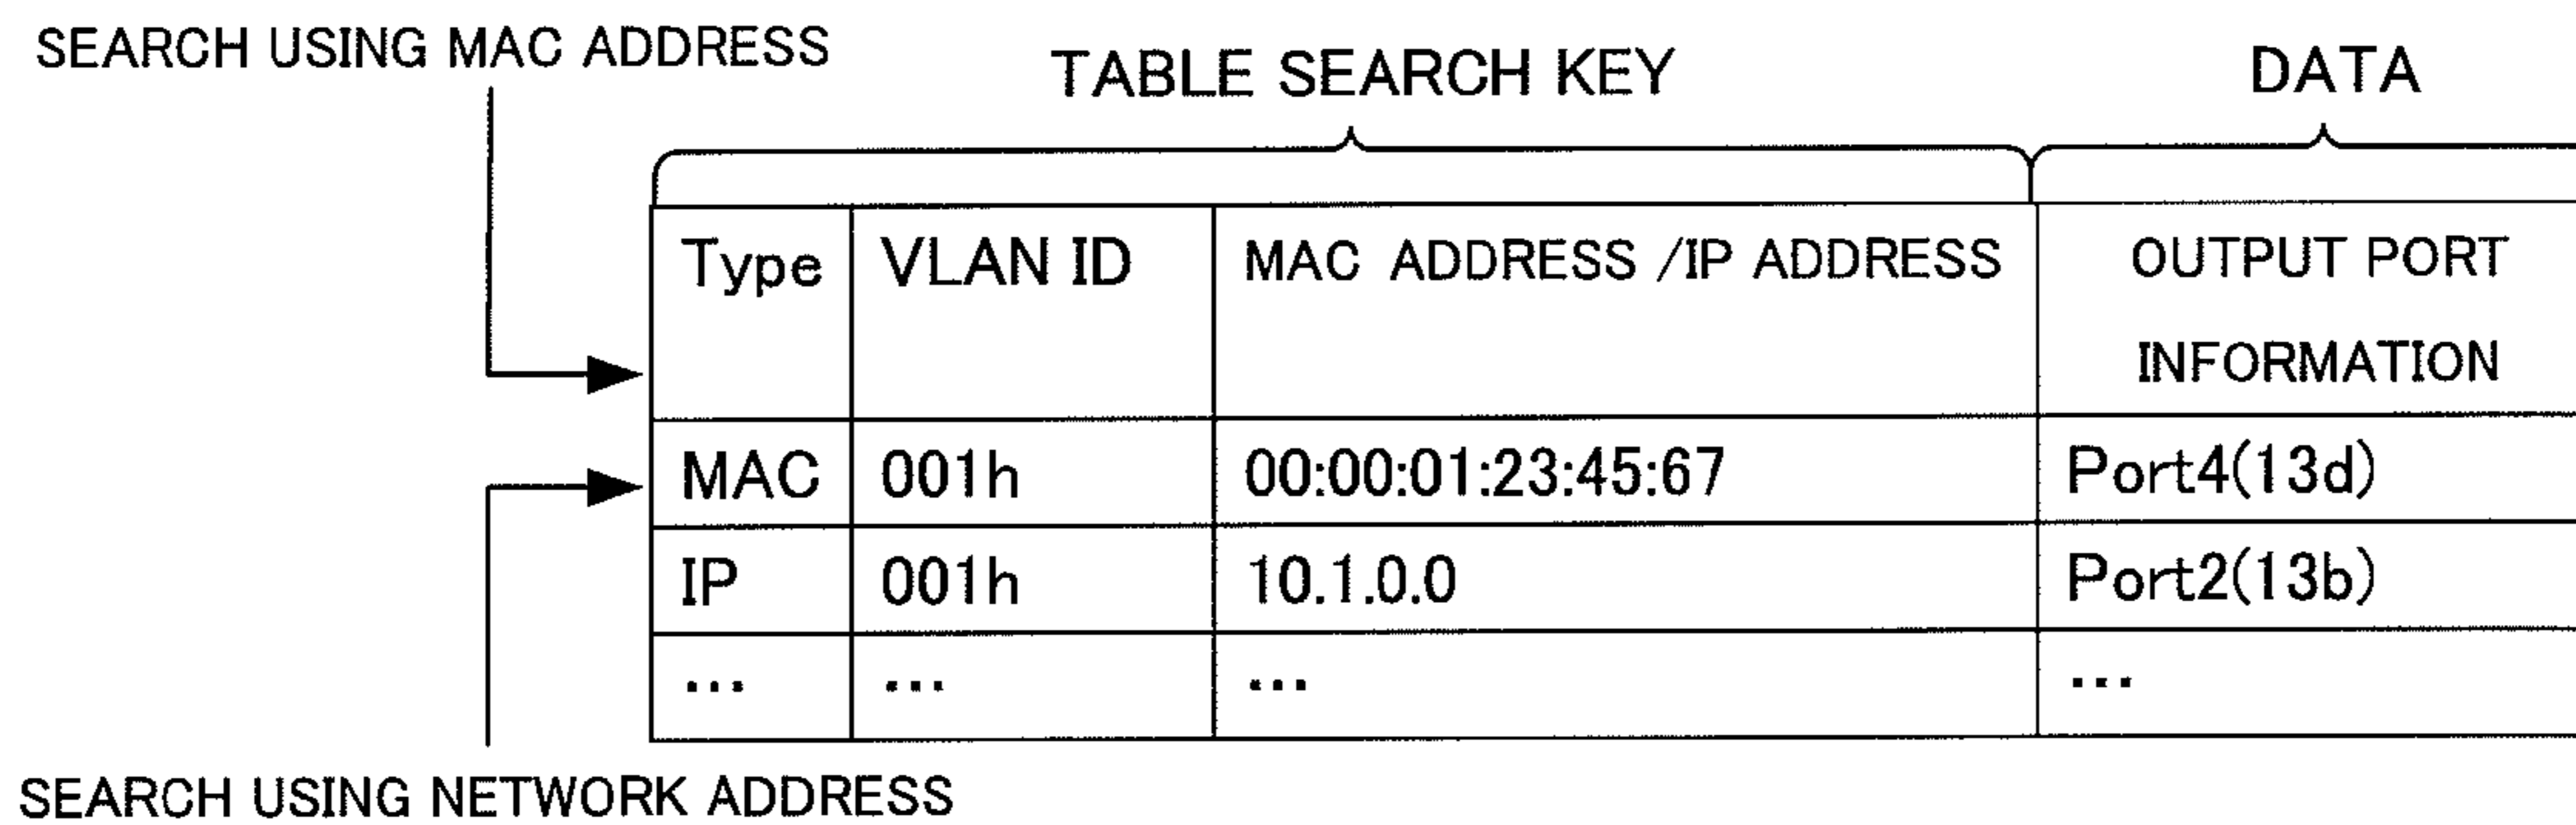 SEARCH USING MAC ADDRESS
TABLE SEARCH KEY
DATA
Type VLAN ID MAC ADDRESS /IP ADDRESS OUTPUT PORT
INFORMATION
MAC 001h 00:00:01:23:45:67 Port4(13d)
IP 001h 10.1.0.0 Port2(13b)
... ... ... ...
SEARCH USING NETWORK ADDRESS